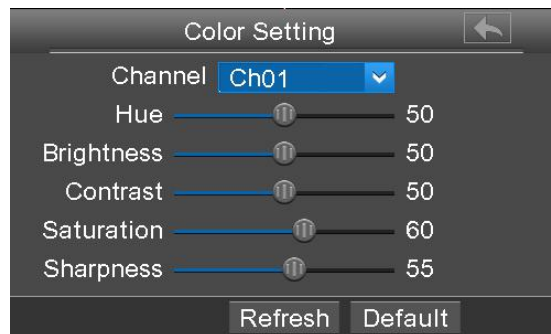 Color Setting
Channel Ch01
Hue 50
Brightness 50
Contrast 50
Saturation 60
Sharpness 55
Refresh Default